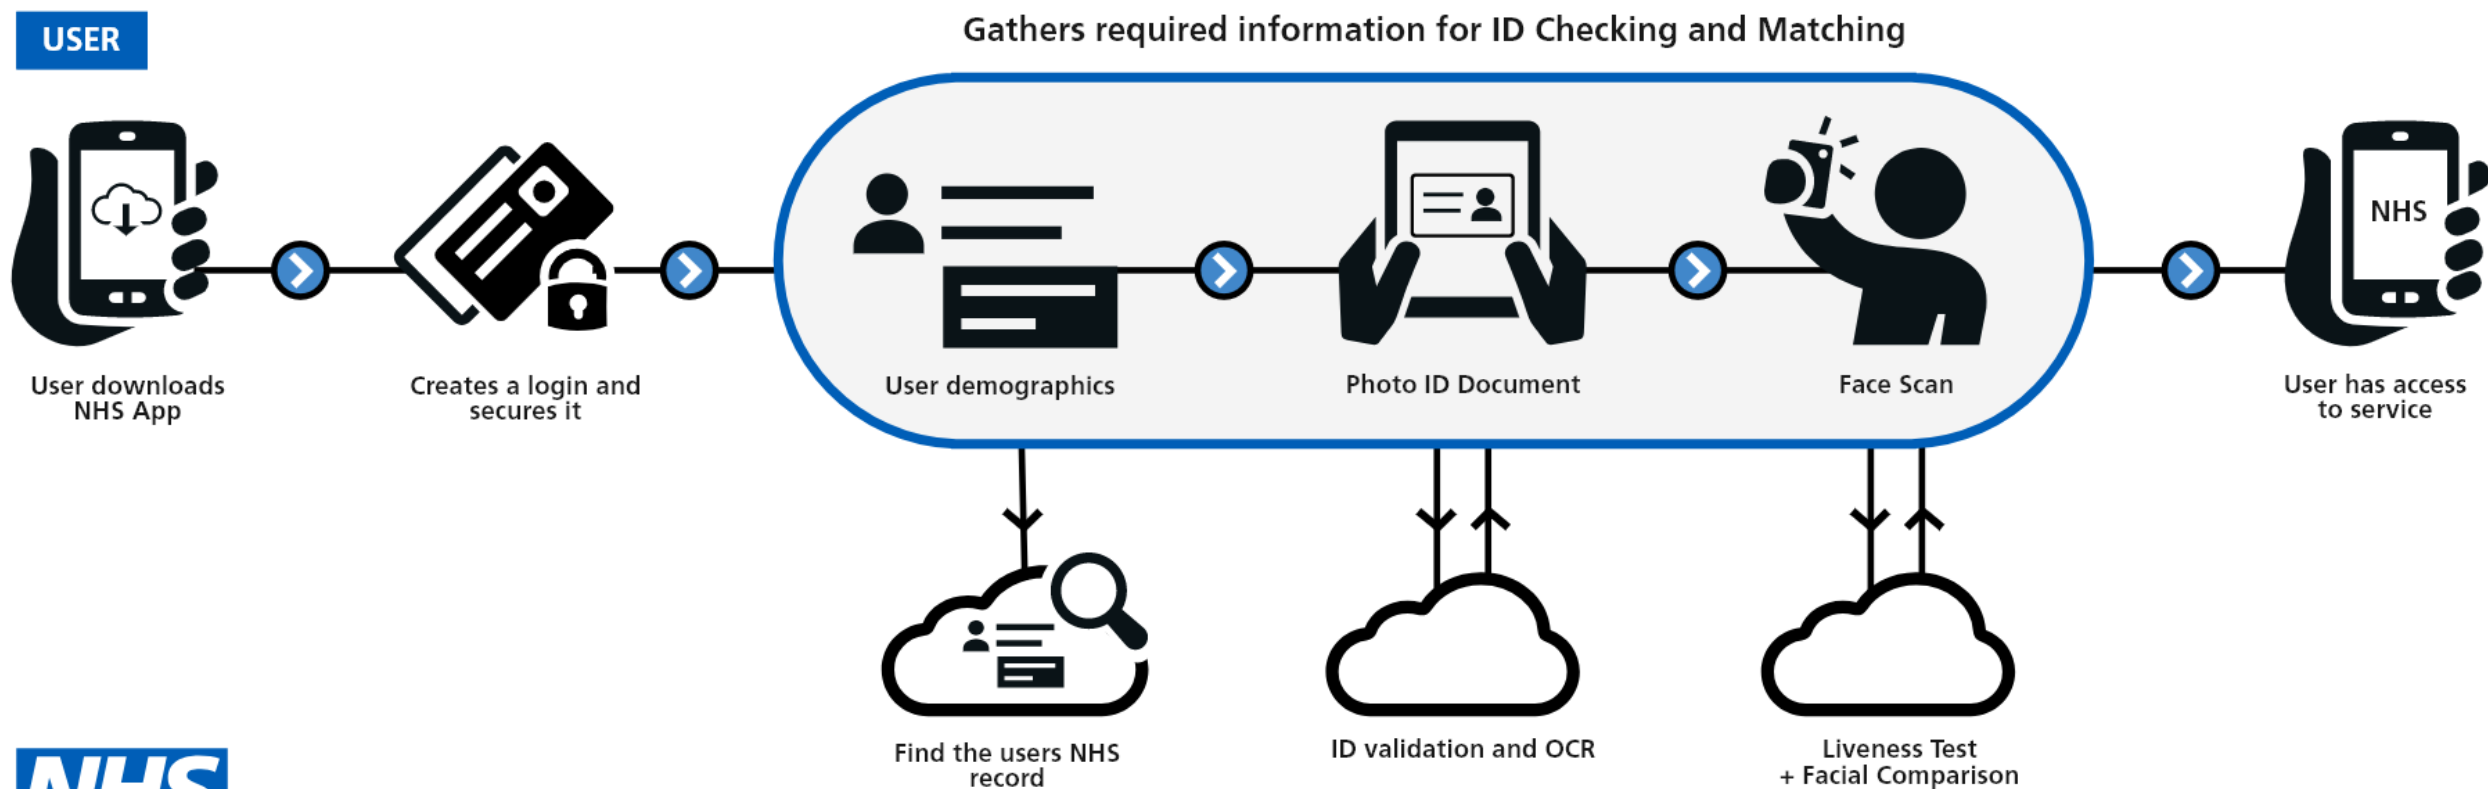 USER
Gathers required information for ID Checking and Matching
NHS
User downloads
NHS App
Creates a login and
secures it
User demographics
Photo ID Document
Face Scan
User has access
to service
Find the users NHS
record
ID validation and OCR
Liveness Test
+ Facial Comparison
NHS